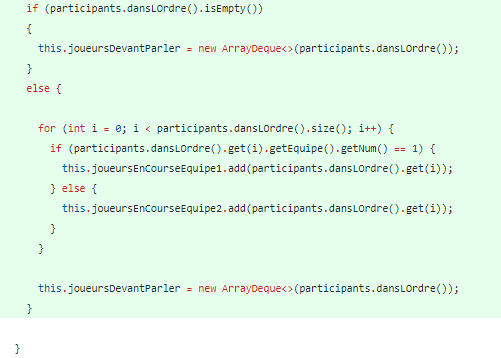 if (participants.dansLOrdre().isEmpty())
{
this.joueursDevantParler = new ArrayDeque<>(participants.dansLOrdre());
}
else {
for (int i = 0; i < participants.dansLOrdre().size(); i++) {
if (participants.dansLOrdre().get(i).getEquipe().getNum() == 1) {
this.joueursEnCourseEquipe1.add(participants.dansLOrdre().get(i));
} else {
this.joueursEnCourseEquipe2.add(participants.dansLOrdre().get(i));
}
}
this.joueursDevantParler = new ArrayDeque<>(participants.dansLOrdre());
}
}